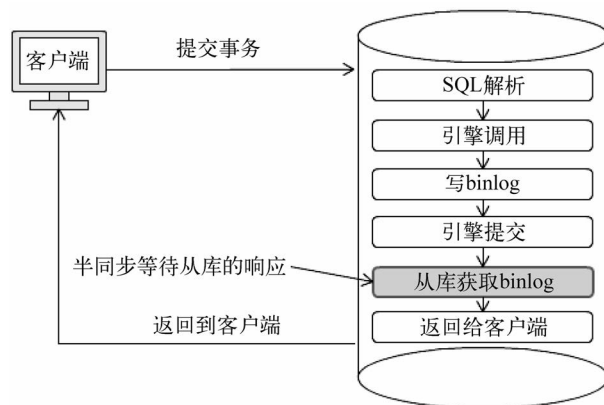 客户端
提交事务
SQL解析
引擎调用
写binlog
引擎提交
半同步等待从库的响应
从库获取binlog
返回到客户端
返回给客户端